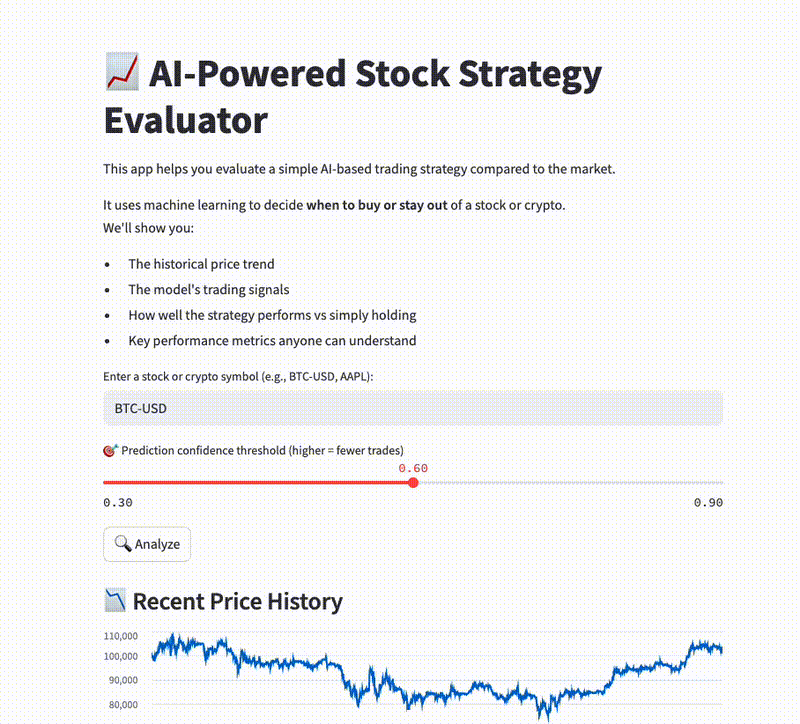 AI-Powered Stock Strategy
Evaluator
This app helps you evaluate a simple AI-based trading strategy compared to the market.
It uses machine learning to decide when to buy or stay out of a stock or crypto.
We'll show you:
• The historical price trend
• The model's trading signals
• How well the strategy performs vs simply holding
• Key performance metrics anyone can understand
Enter a stock or crypto symbol (e.g., BTC-USD, AAPL):
BTC-USD
Prediction confidence threshold (higher = fewer trades)
0.60
0.30 0.90
Analyze
Recent Price History
110,000
100,000
90,000
80,000